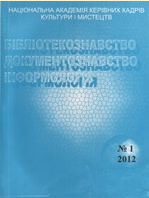 НАЦІОНАЛЬНА АКАДЕМІЯ КЕРІВНИХ КАДРІВ
КУЛЬТУРИ І МИСТЕЦТВ
БІБЛІОТЕКОЗНАВСТВО
ДОКУМЕНТОЗНАВСТВО
ІНФОРМОЛОГІЯ
№ 1
2012